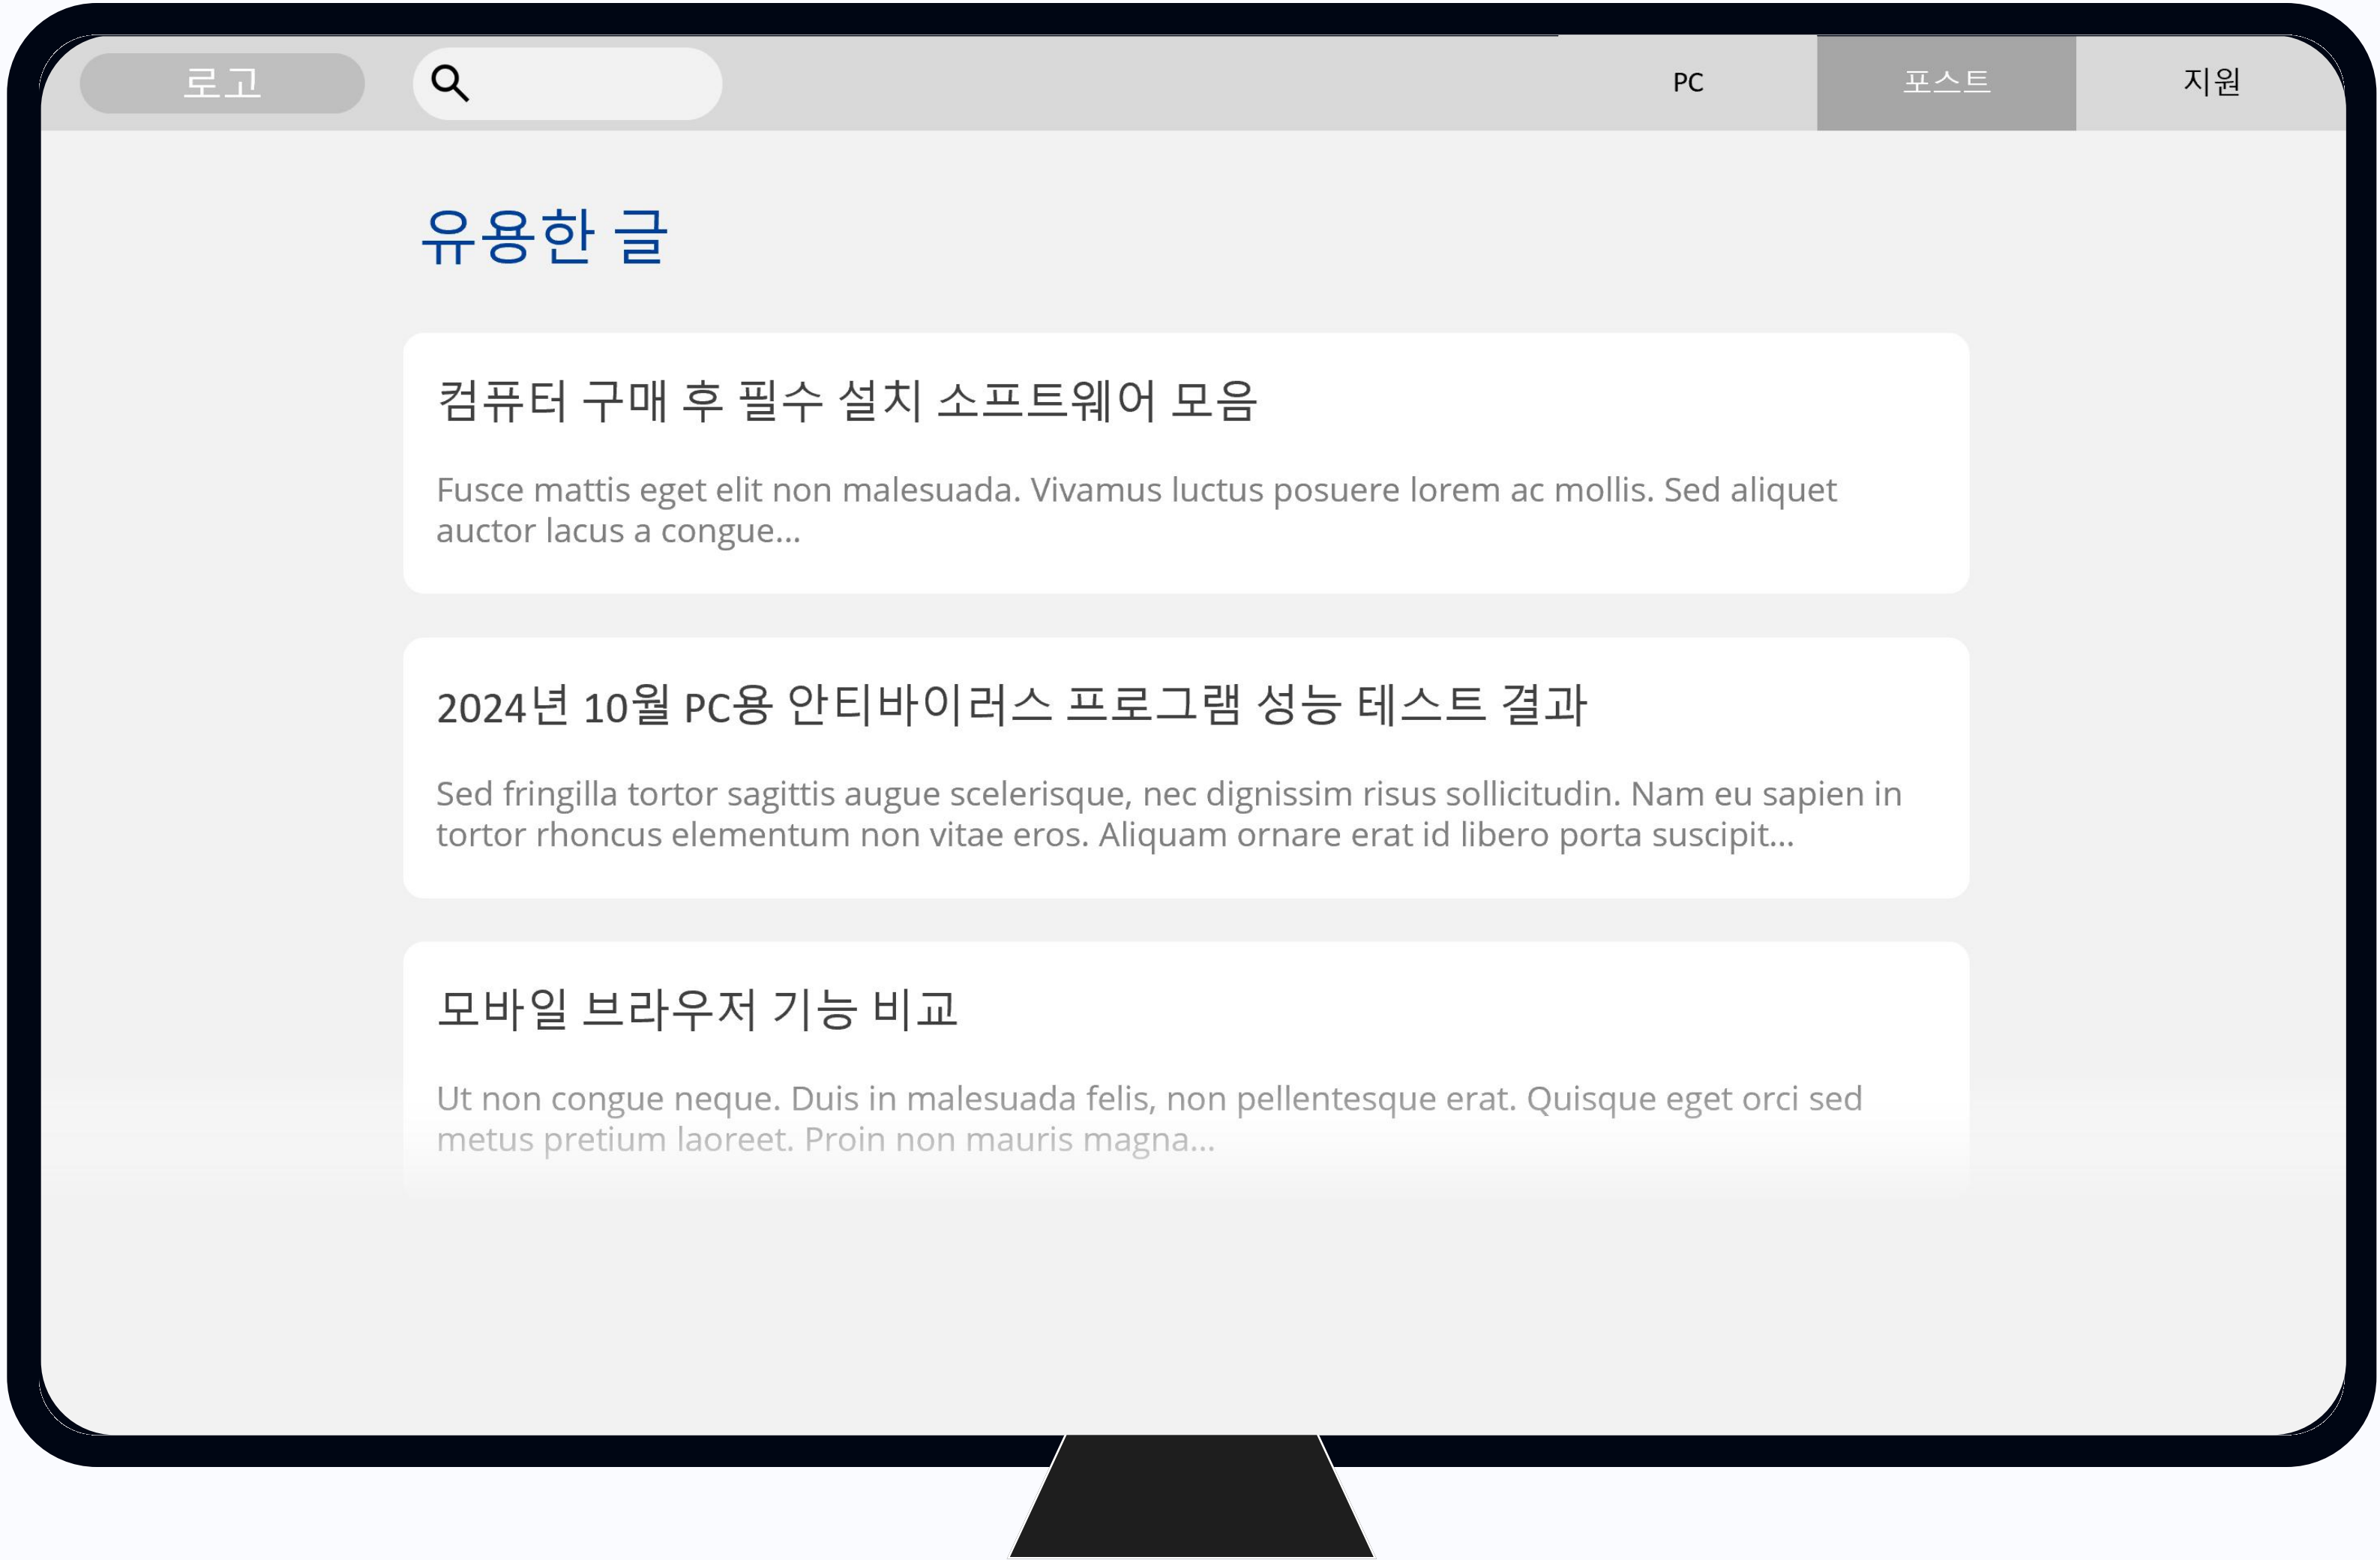 로고
PC
포스트
지원
유용한 글
컴퓨터 구매 후 필수 설치 소프트웨어 모음
Fusce mattis eget elit non malesuada. Vivamus luctus posuere lorem ac mollis. Sed aliquet
auctor lacus a congue...
2024년 10월 PC용 안티바이러스 프로그램 성능 테스트 결과
Sed fringilla tortor sagittis augue scelerisque, nec dignissim risus sollicitudin. Nam eu sapien in
tortor rhoncus elementum non vitae eros. Aliquam ornare erat id libero porta suscipit...
모바일 브라우저 기능 비교
Ut non congue neque. Duis in malesuada felis, non pellentesque erat. Quisque eget orci sed
metus pretium laoreet. Proin non mauris magna...